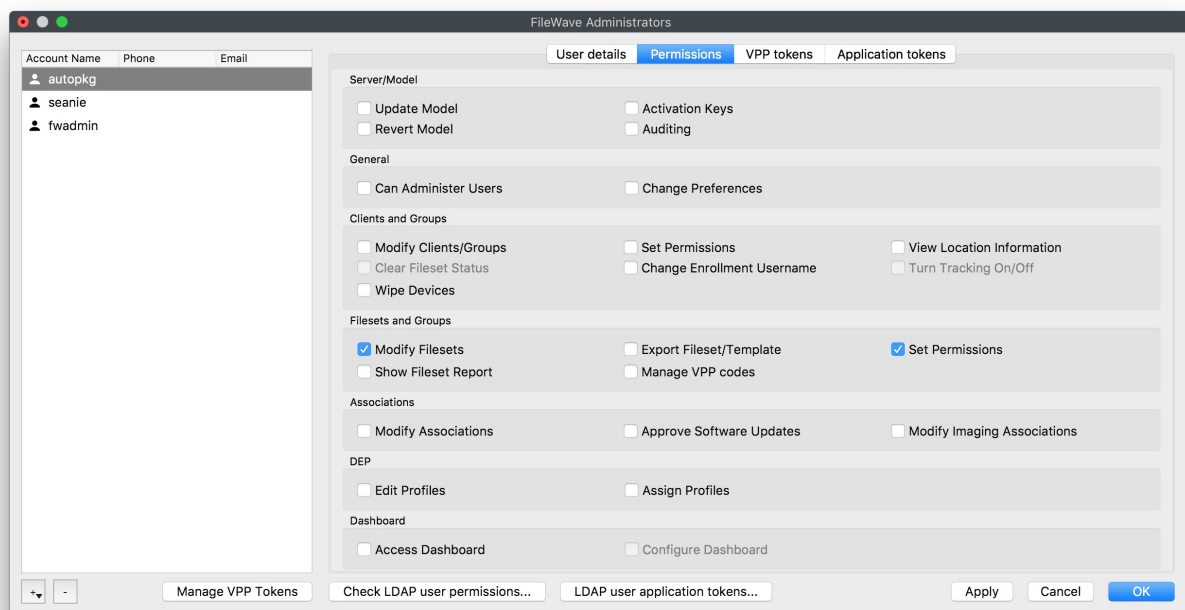 FileWave Administrators
Account Name Phone Email
autopkg
seanie
fwadmin
User details Permissions VPP tokens Application tokens
Server/Model
Update Model Activation Keys
Revert Model Auditing
General
Can Administer Users Change Preferences
Clients and Groups
Modify Clients/Groups Set Permissions View Location Information
Clear Fileset Status Change Enrollment Username Turn Tracking On/Off
Wipe Devices
Filesets and Groups
Modify Filesets Export Fileset/Template Set Permissions
Show Fileset Report Manage VPP codes
Associations
Modify Associations Approve Software Updates Modify Imaging Associations
DEP
Edit Profiles Assign Profiles
Dashboard
Access Dashboard Configure Dashboard
+ - Manage VPP Tokens Check LDAP user permissions... LDAP user application tokens... Apply Cancel OK